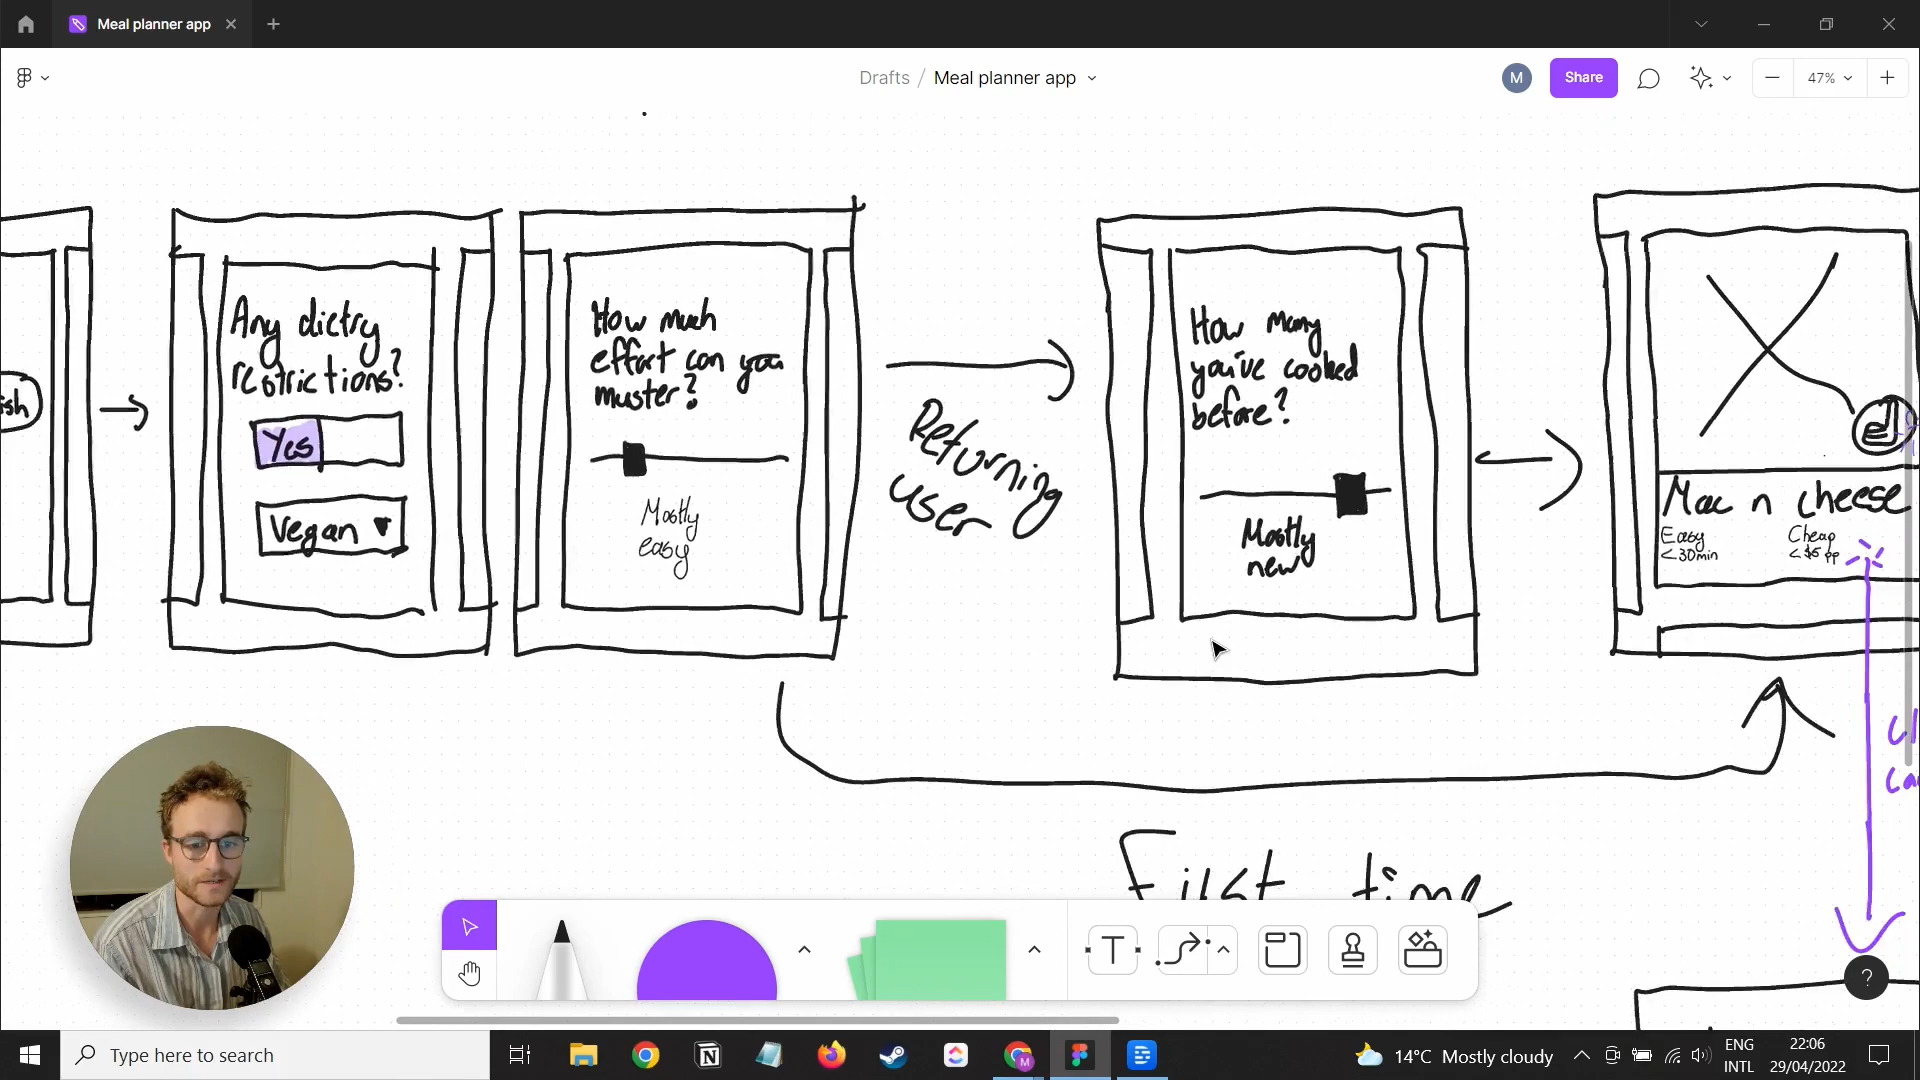 Meal planner app
Drafts / Meal planner app
M
Share
47%
Any dietry
restrictions?
Yes
Vegan
How much
effort can you
muster?
Mostly
easy
Returning
user
How many
you've cooked
before?
Mostly
new
Mac n cheese
Easy
<30min
Cheap
<$5 pp
First time
T
?
Type here to search
14°C Mostly cloudy
ENG
INTL
22:06
29/04/2022